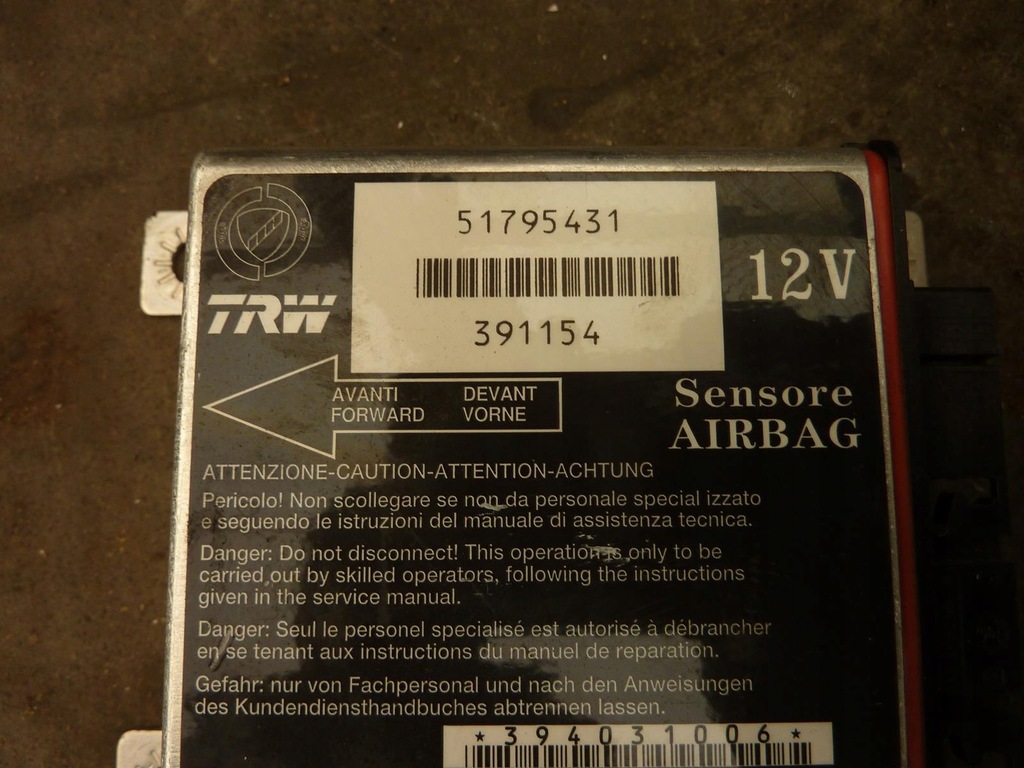 51795431
12V
TRW
391154
AVANTI DEVANT
FORWARD VORNE
Sensore
AIRBAG
ATTENZIONE-CAUTION-ATTENTION-ACHTUNG
Pericolo! Non scollegare se non da personale special izzato
e seguendo le istruzioni del manuale di assistenza tecnica.
Danger: Do not disconnect! This operation is only to be
carried out by skilled operators, following the instructions
given in the service manual.
Danger: Seul le personel specialisé est autorisé à débrancher
en se tenant aux instructions du manuel de reparation.
Gefahr: nur von Fachpersonal und nach den Anweisungen
des Kundendiensthandbuches abtrennen lassen.
*394031006*